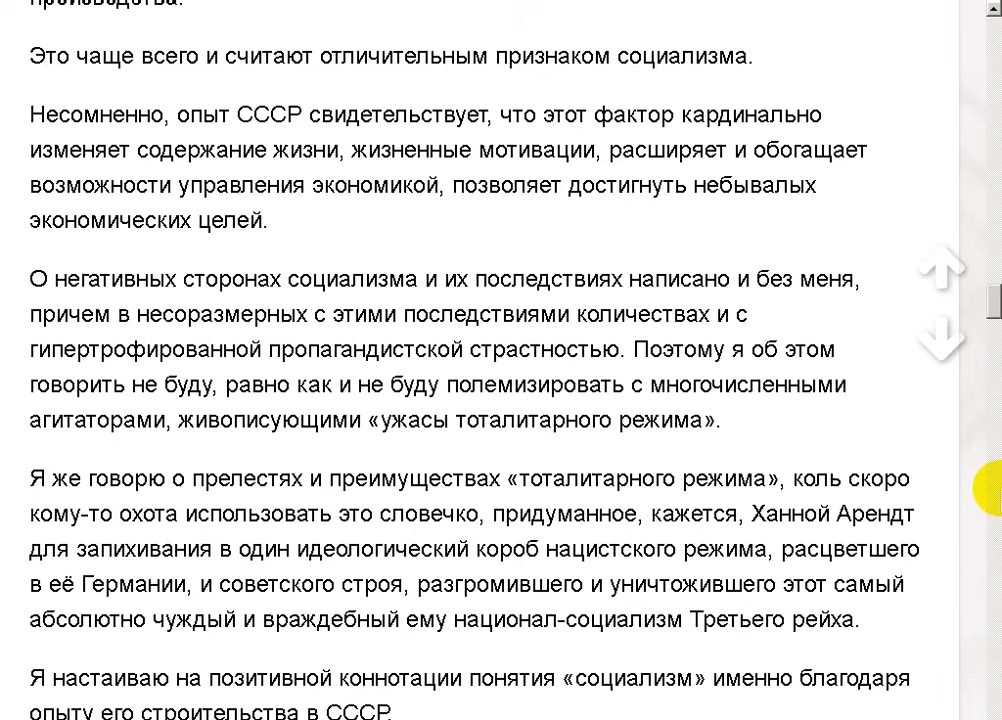 производства.
Это чаще всего и считают отличительным признаком социализма.
Несомненно, опыт СССР свидетельствует, что этот фактор кардинально
изменяет содержание жизни, жизненные мотивации, расширяет и обогащает
возможности управления экономикой, позволяет достигнуть небывалых
экономических целей.
О негативных сторонах социализма и их последствиях написано и без меня,
причем в несоразмерных с этими последствиями количествах и с
гипертрофированной пропагандистской страстностью. Поэтому я об этом
говорить не буду, равно как и не буду полемизировать с многочисленными
агитаторами, живописующими «ужасы тоталитарного режима».
Я же говорю о прелестях и преимуществах «тоталитарного режима», коль скоро
кому-то охота использовать это словечко, придуманное, кажется, Ханной Арендт
для запихивания в один идеологический короб нацистского режима, расцветшего
в её Германии, и советского строя, разгромившего и уничтожившего этот самый
абсолютно чуждый и враждебный ему национал-социализм Третьего рейха.
Я настаиваю на позитивной коннотации понятия «социализм» именно благодаря
опыту его строительства в СССР.